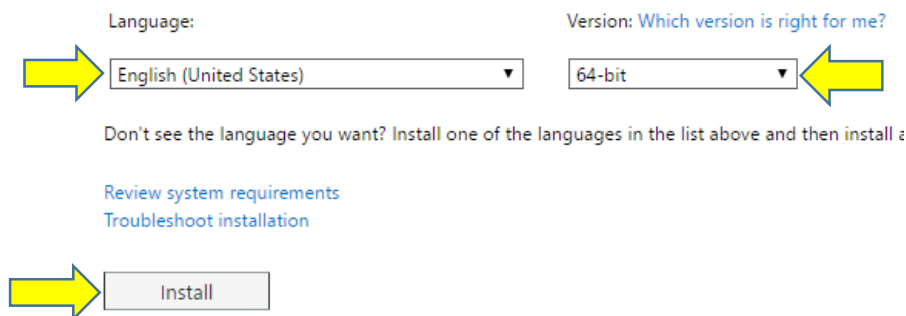 Language: Version: Which version is right for me?
English (United States) 64-bit
Don't see the language you want? Install one of the languages in the list above and then install a
Review system requirements
Troubleshoot installation
Install